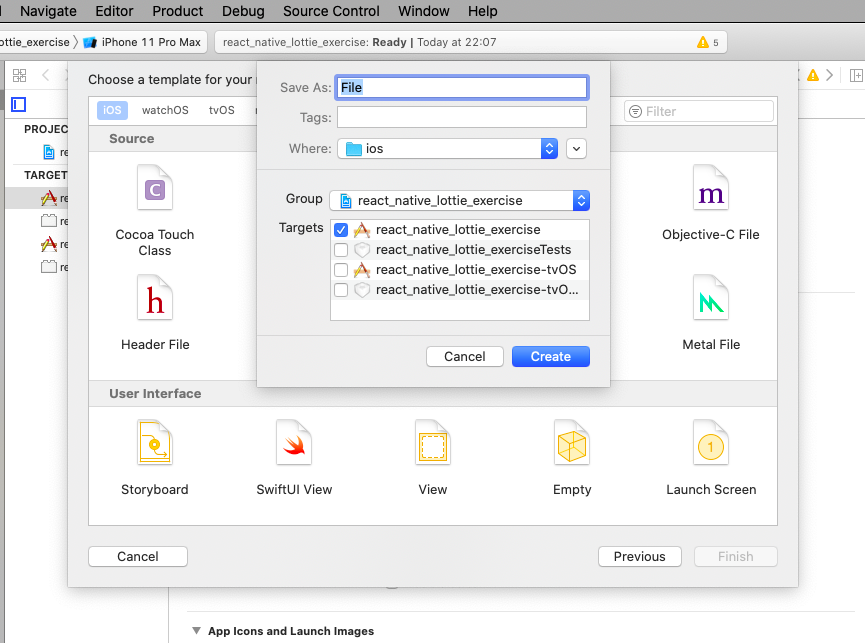 Navigate Editor Product Debug Source Control Window Help
ottie_exercise iPhone 11 Pro Max react_native_lottie_exercise: Ready | Today at 22:07 5
Choose a template for your
Save As: File
iOS watchOS tvOS
Tags:
Filter
PROJEC
Source
Where: ios
re
TARGET
re
Group react_native_lottie_exercise
C
m
Targets react_native_lottie_exercise
Cocoa Touch
Class
Objective-C File
re
react_native_lottie_exerciseTests
re
react_native_lottie_exercise-tvOS
re
react_native_lottie_exercise-tvO...
h
Header File
Metal File
Cancel Create
User Interface
1
Storyboard SwiftUI View View Empty Launch Screen
Cancel Previous Finish
App Icons and Launch Images